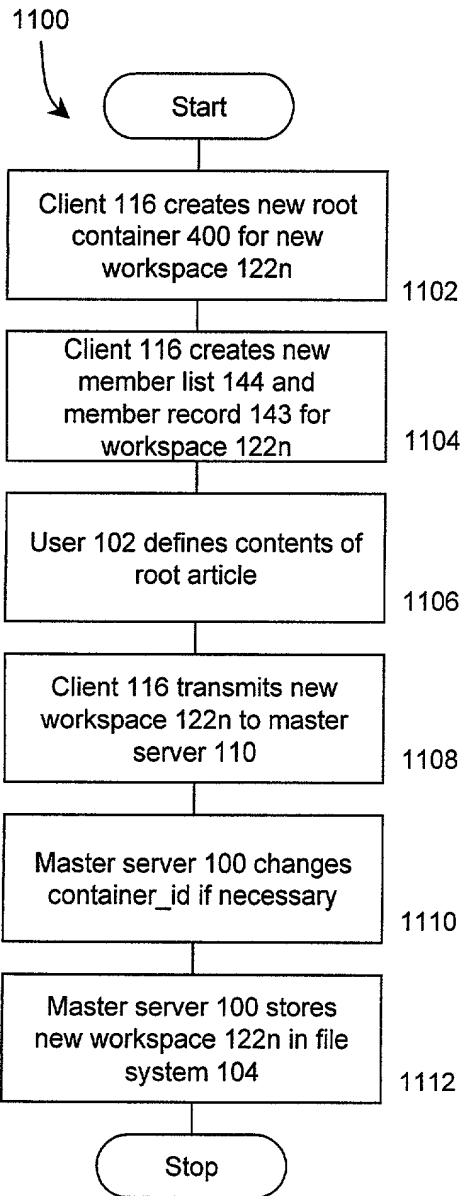 1100
Start
Client 116 creates new root
container 400 for new
workspace 122n
1102
Client 116 creates new
member list 144 and
member record 143 for
workspace 122n
1104
User 102 defines contents of
root article
1106
Client 116 transmits new
workspace 122n to master
server 110
1108
Master server 100 changes
container_id if necessary
1110
Master server 100 stores
new workspace 122n in file
system 104
1112
Stop